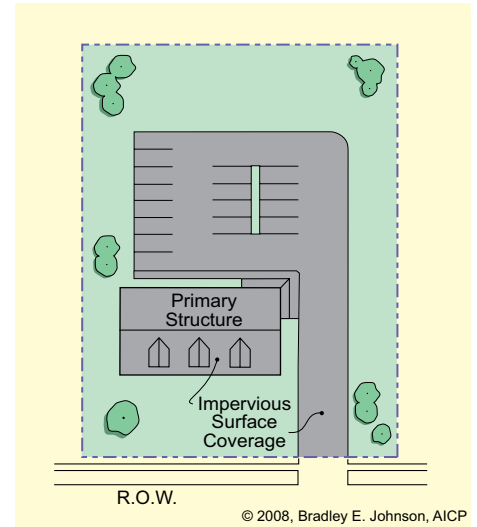 Primary
Structure
Impervious
Surface
Coverage
R.O.W.
© 2008, Bradley E. Johnson, AICP